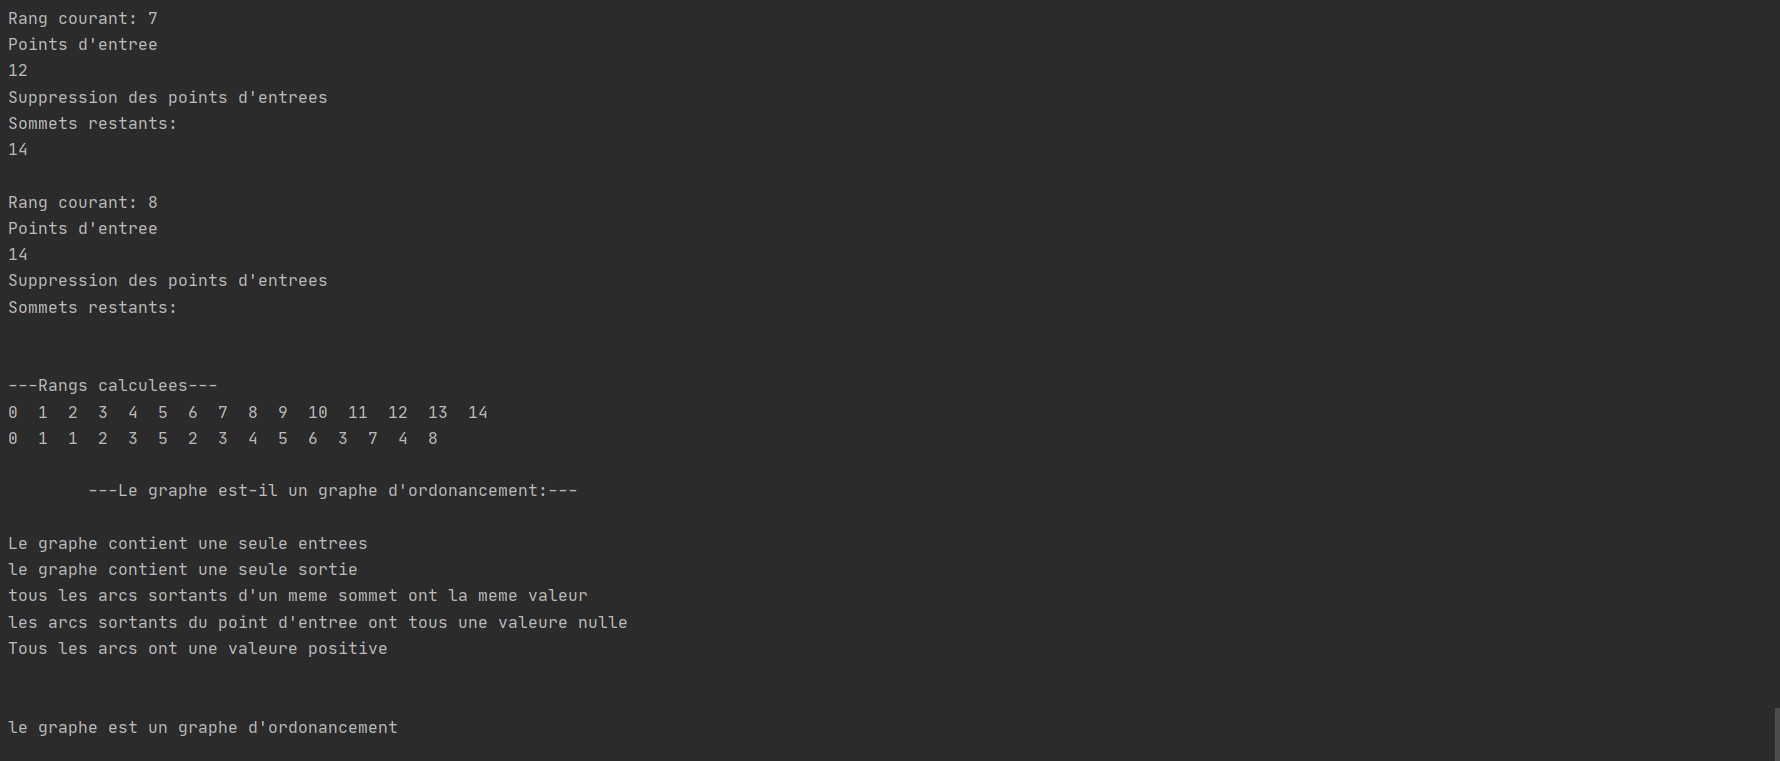 Rang courant: 7
Points d'entree
12
Suppression des points d'entrees
Sommets restants:
14
Rang courant: 8
Points d'entree
14
Suppression des points d'entrees
Sommets restants:
---Rangs calculees---
0  1  2  3  4  5  6  7  8  9  10  11  12  13  14
0  1  1  2  3  5  2  3  4  5  6  3  7  4  8
---Le graphe est-il un graphe d'ordonancement:---
Le graphe contient une seule entrees
le graphe contient une seule sortie
tous les arcs sortants d'un meme sommet ont la meme valeur
les arcs sortants du point d'entree ont tous une valeure nulle
Tous les arcs ont une valeure positive
le graphe est un graphe d'ordonancement